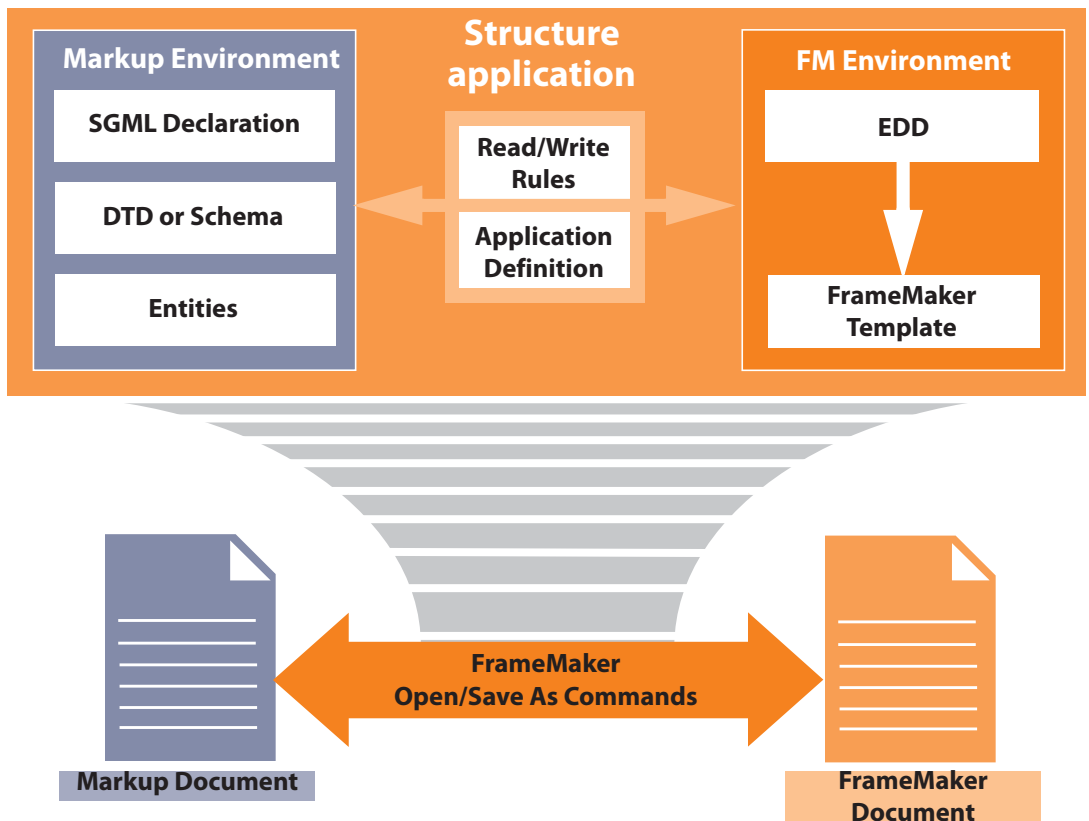 Structure
application
Markup Environment
SGML Declaration
DTD or Schema
Entities
Read/Write
Rules
Application
Definition
FM Environment
EDD
FrameMaker
Template
FrameMaker
Open/Save As Commands
Markup Document
FrameMaker
Document